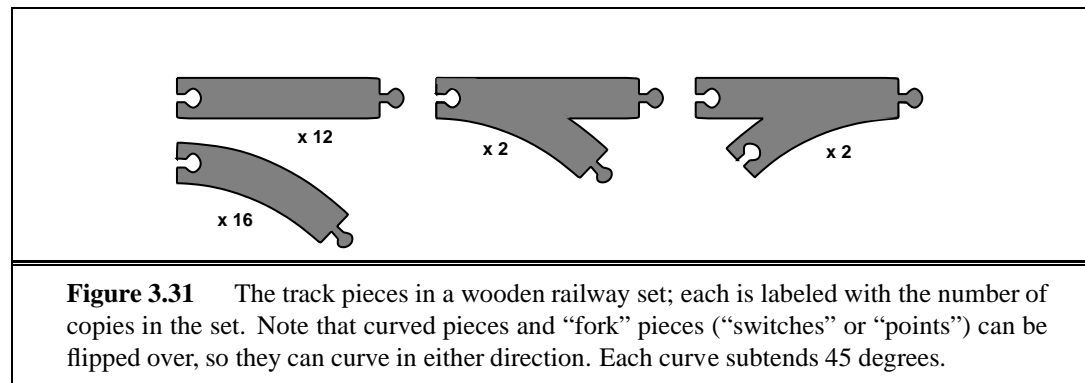 x 12
x 2
x 2
x 16
Figure 3.31 The track pieces in a wooden railway set; each is labeled with the number of
copies in the set. Note that curved pieces and “fork” pieces (“switches” or “points”) can be
flipped over, so they can curve in either direction. Each curve subtends 45 degrees.